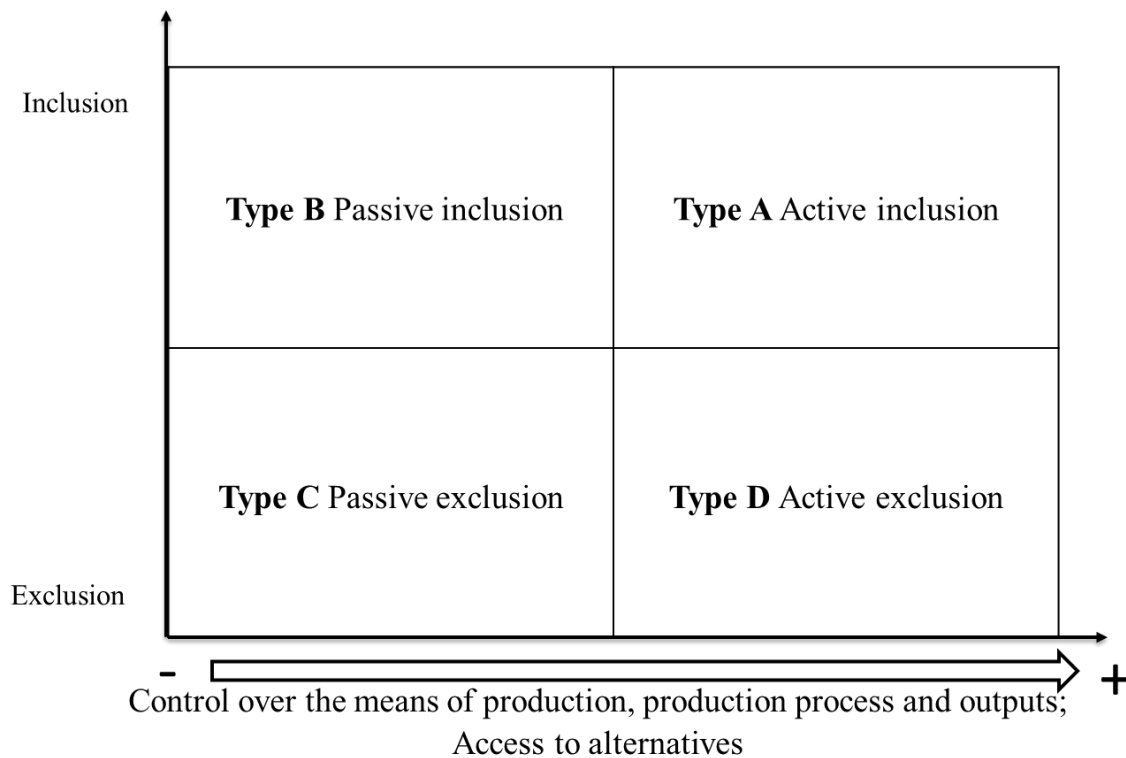 Inclusion
Type B Passive inclusion
Type A Active inclusion
Type C Passive exclusion
Type D Active exclusion
Exclusion
- +
Control over the means of production, production process and outputs;
Access to alternatives